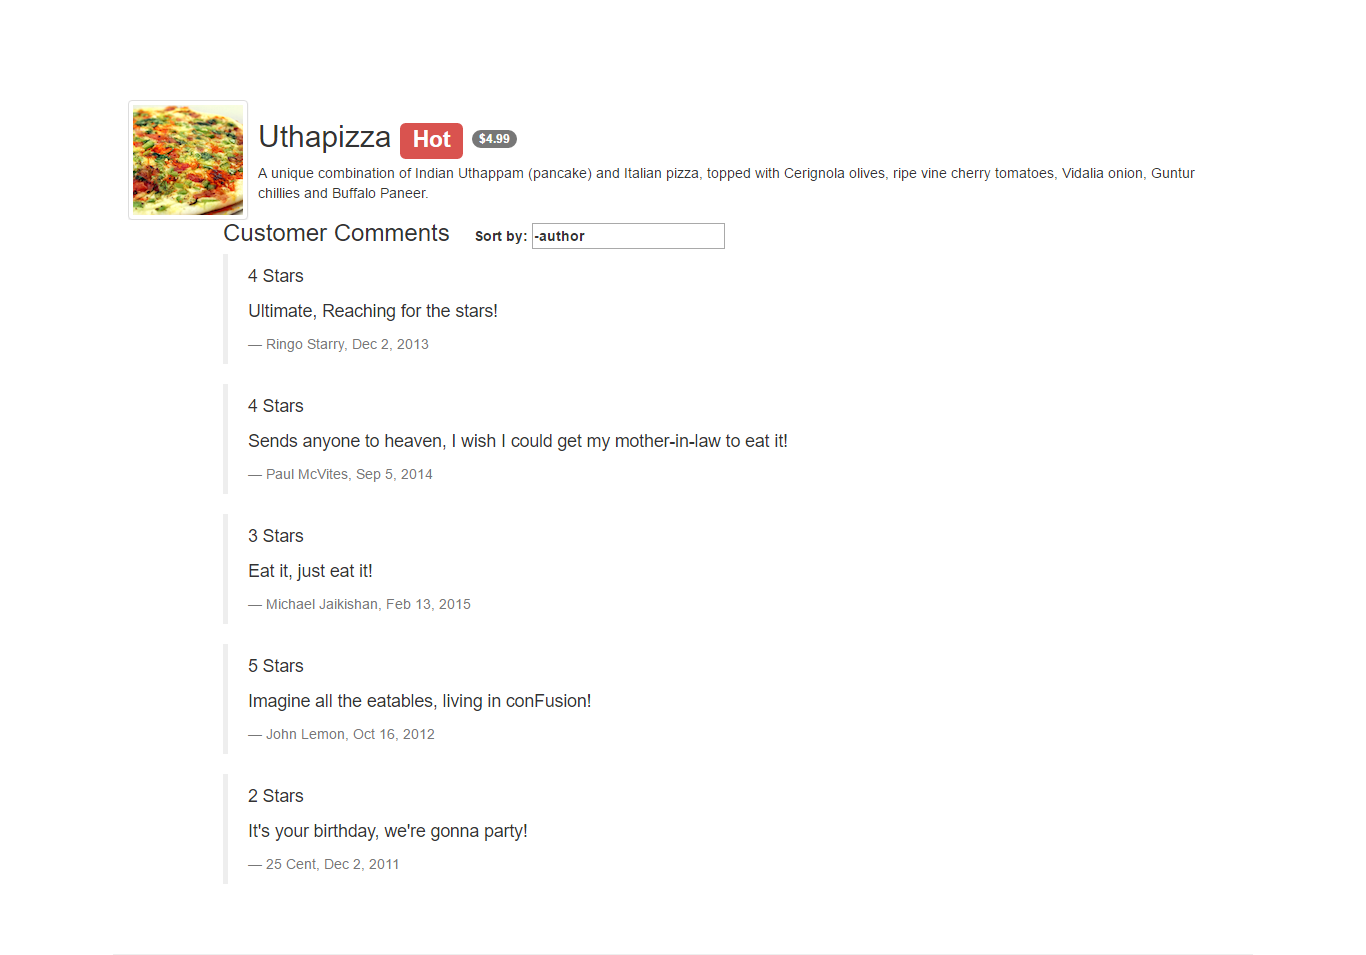 Uthapizza Hot $4.99
A unique combination of Indian Uthappam (pancake) and Italian pizza, topped with Cerignola olives, ripe vine cherry tomatoes, Vidalia onion, Guntur
chillies and Buffalo Paneer.
Customer Comments Sort by: -author
4 Stars
Ultimate, Reaching for the stars!
— Ringo Starry, Dec 2, 2013
4 Stars
Sends anyone to heaven, I wish I could get my mother-in-law to eat it!
— Paul McVites, Sep 5, 2014
3 Stars
Eat it, just eat it!
— Michael Jaikishan, Feb 13, 2015
5 Stars
Imagine all the eatables, living in conFusion!
— John Lemon, Oct 16, 2012
2 Stars
It's your birthday, we're gonna party!
— 25 Cent, Dec 2, 2011